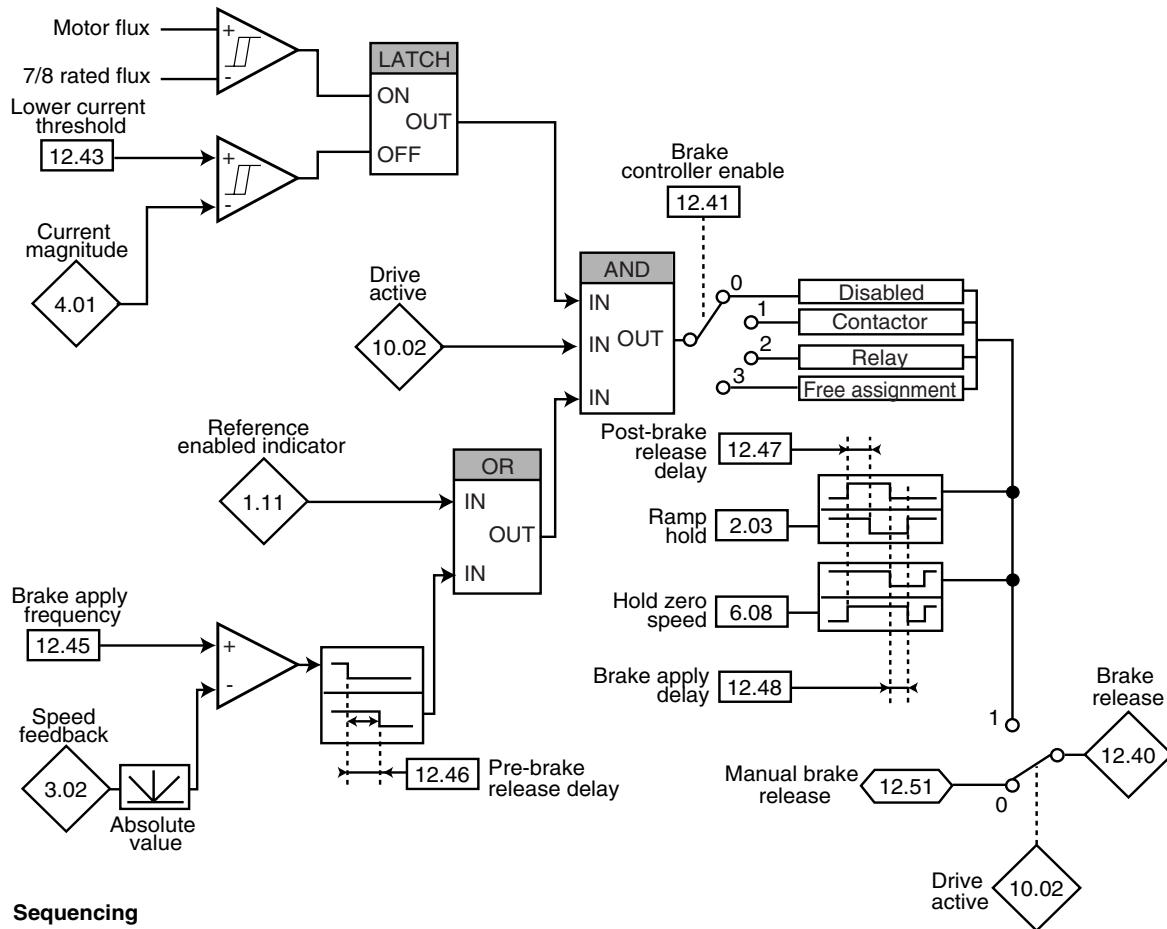 Motor flux
+
7/8 rated flux
-
LATCH
ON
OUT
OFF
Lower current
threshold
12.43
+
-
Current
magnitude
4.01
Brake
controller enable
12.41
Drive
active
10.02
AND
IN
IN
OUT
IN
0
Disabled
1
Contactor
2
Relay
3
Free assignment
Reference
enabled indicator
1.11
OR
IN
OUT
IN
Post-brake
release
delay
12.47
Ramp
hold
2.03
Hold zero
speed
6.08
Brake apply
delay
12.48
Brake apply
frequency
12.45
+
-
Speed
feedback
3.02
Absolute
value
12.46
Pre-brake
release delay
1
Brake
release
12.40
Manual brake
release
12.51
0
Drive
active
10.02
Sequencing